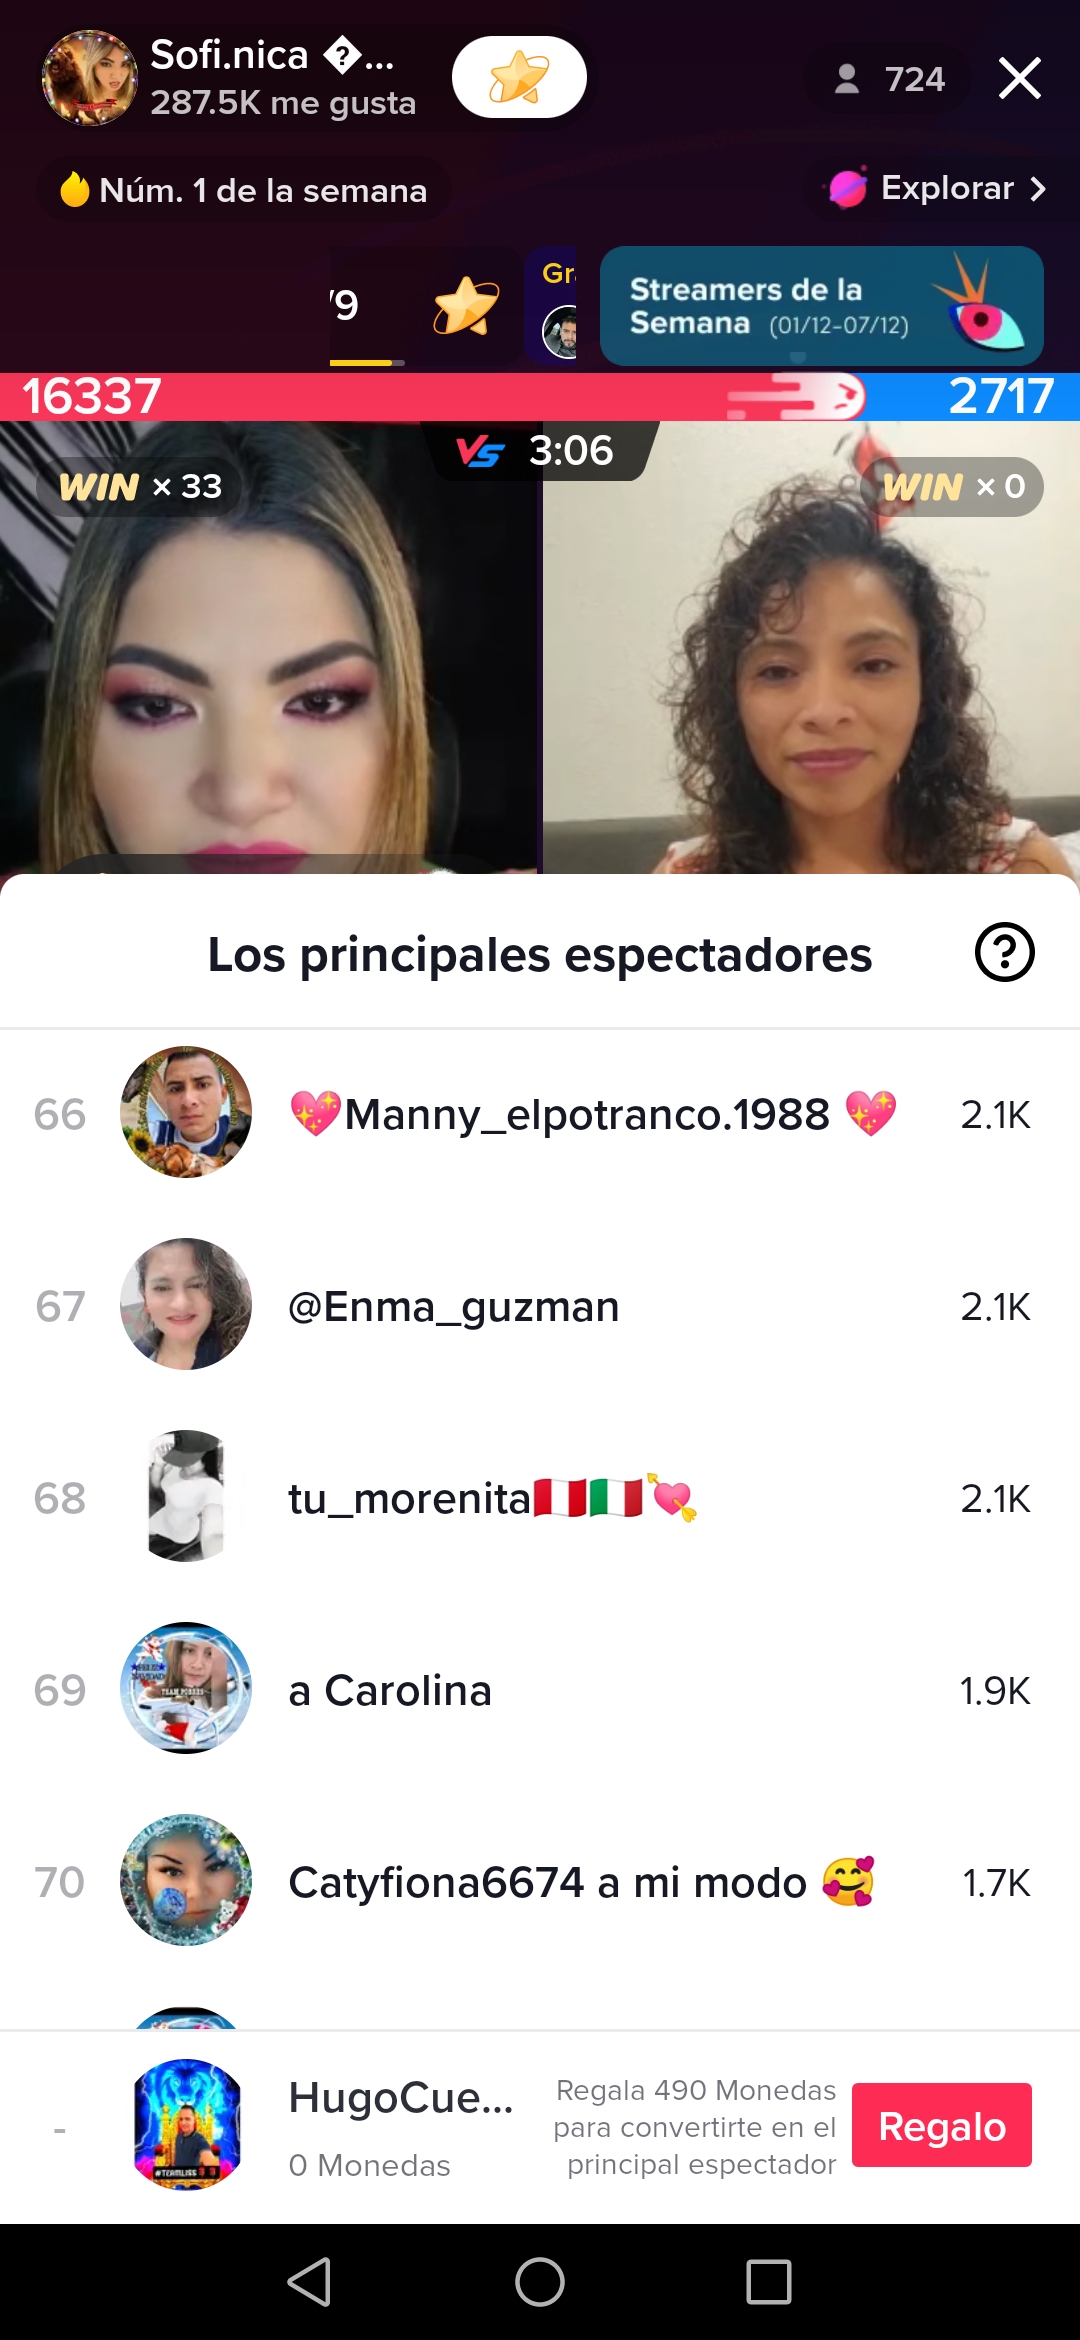 Sofi.nica �...
287.5K me gusta
724
Núm. 1 de la semana
Explorar
/9
Gr
Streamers de la
Semana (01/12-07/12)
16337
2717
VS 3:06
WIN × 33
WIN × 0
Los principales espectadores
66 💖Manny_elpotranco.1988 💖 2.1K
67 @Enma_guzman 2.1K
68 tu_morenita🇵🇪🇮🇹💘 2.1K
69 a Carolina 1.9K
70 Catyfiona6674 a mi modo 🥰 1.7K
-
#TEAMLISS
HugoCue...
0 Monedas
Regala 490 Monedas
para convertirte en el
principal espectador
Regalo